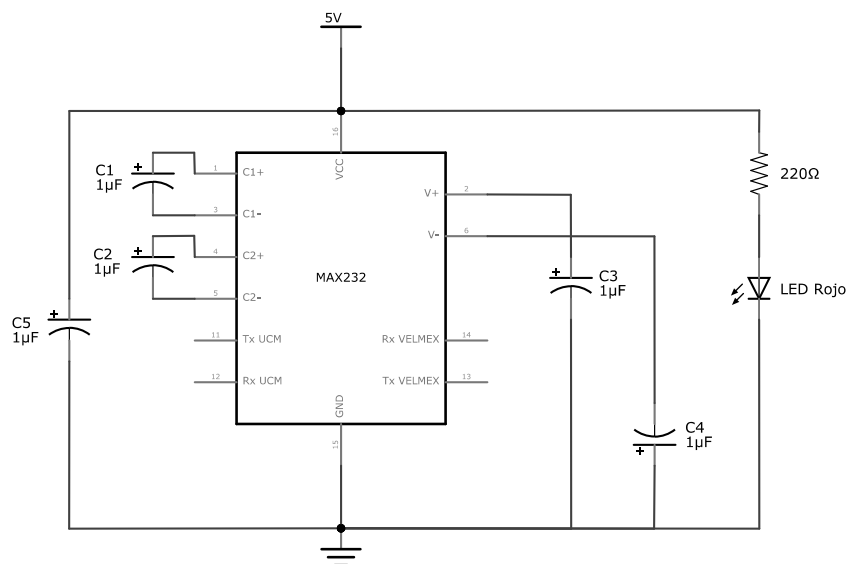 5V
16
VCC
C1
1µF
+
1
C1+
3
C1-
C2
1µF
+
4
C2+
5
C2-
V+
2
V-
6
220Ω
MAX232
+
C3
1µF
LED Rojo
C5
1µF
+
11
Tx UCM
Rx VELMEX
14
12
Rx UCM
Tx VELMEX
13
GND
15
C4
1µF
+